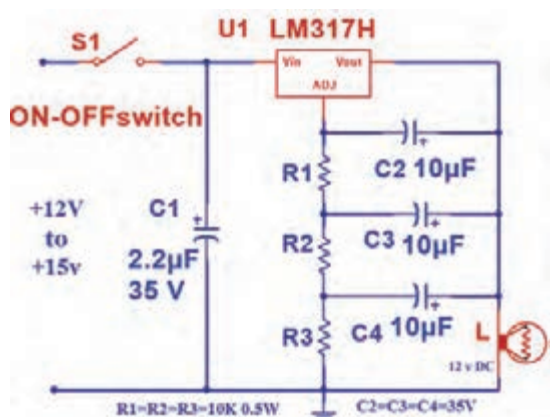 U1 LM317H
S1
Vin Vout
ADJ
ON-OFFswitch
R1
C2 10µF
+12V
to
+15v
C1
+
2.2µF
35 V
R2
C3 10µF
R3
C4 10µF
L
12 v DC
R1=R2=R3=10K 0.5W
C2=C3=C4=35V